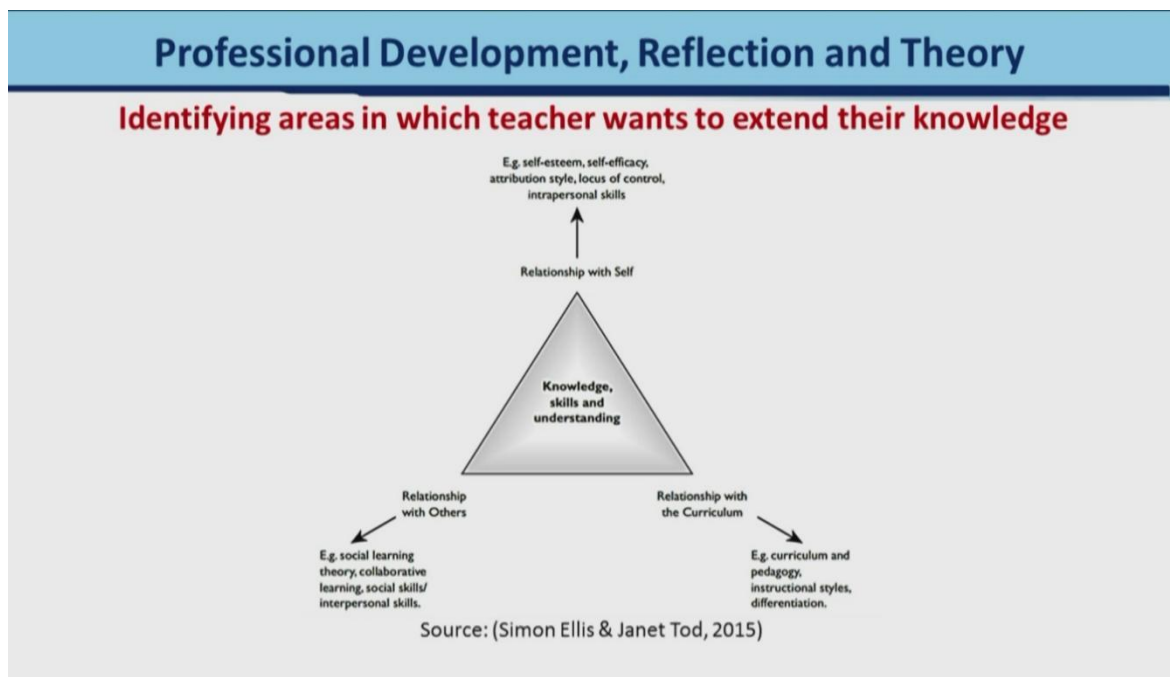 Professional Development, Reflection and Theory
Identifying areas in which teacher wants to extend their knowledge
E.g. self-esteem, self-efficacy,
attribution style, locus of control,
intrapersonal skills
Relationship with Self
Knowledge,
skills and
understanding
Relationship
with Others
Relationship with
the Curriculum
E.g. social learning
theory, collaborative
learning, social skills/
interpersonal skills.
E.g. curriculum and
pedagogy,
instructional styles,
differentiation.
Source: (Simon Ellis & Janet Tod, 2015)